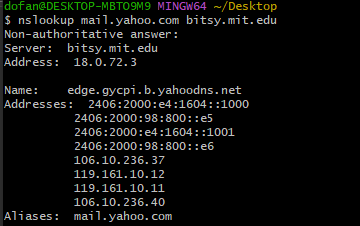 dofan@DESKTOP-MBTO9M9 MINGW64 ~/Desktop
$ nslookup mail.yahoo.com bitsy.mit.edu
Non-authoritative answer:
Server:  bitsy.mit.edu
Address:  18.0.72.3
Name:    edge.gycpi.b.yahoodns.net
Addresses:  2406:2000:e4:1604::1000
2406:2000:e4:1604::1001
2406:2000:98:800::e5
2406:2000:98:800::e6
106.10.236.37
119.161.10.12
119.161.10.11
106.10.236.40
Aliases:  mail.yahoo.com